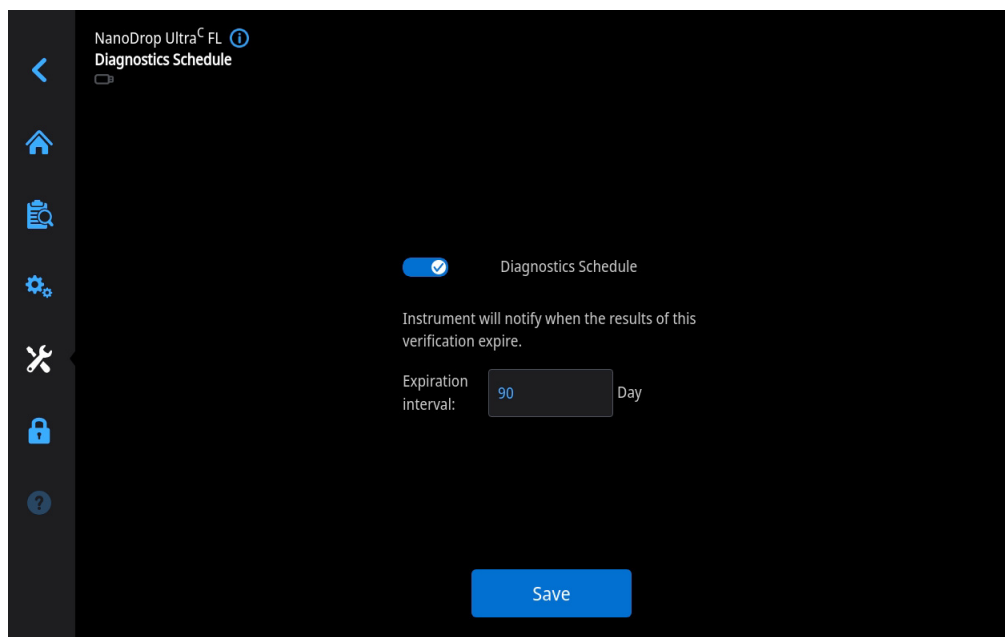 NanoDrop Ultra^C FL
Diagnostics Schedule
Diagnostics Schedule
Instrument will notify when the results of this
verification expire.
Expiration
interval:
90
Day
Save